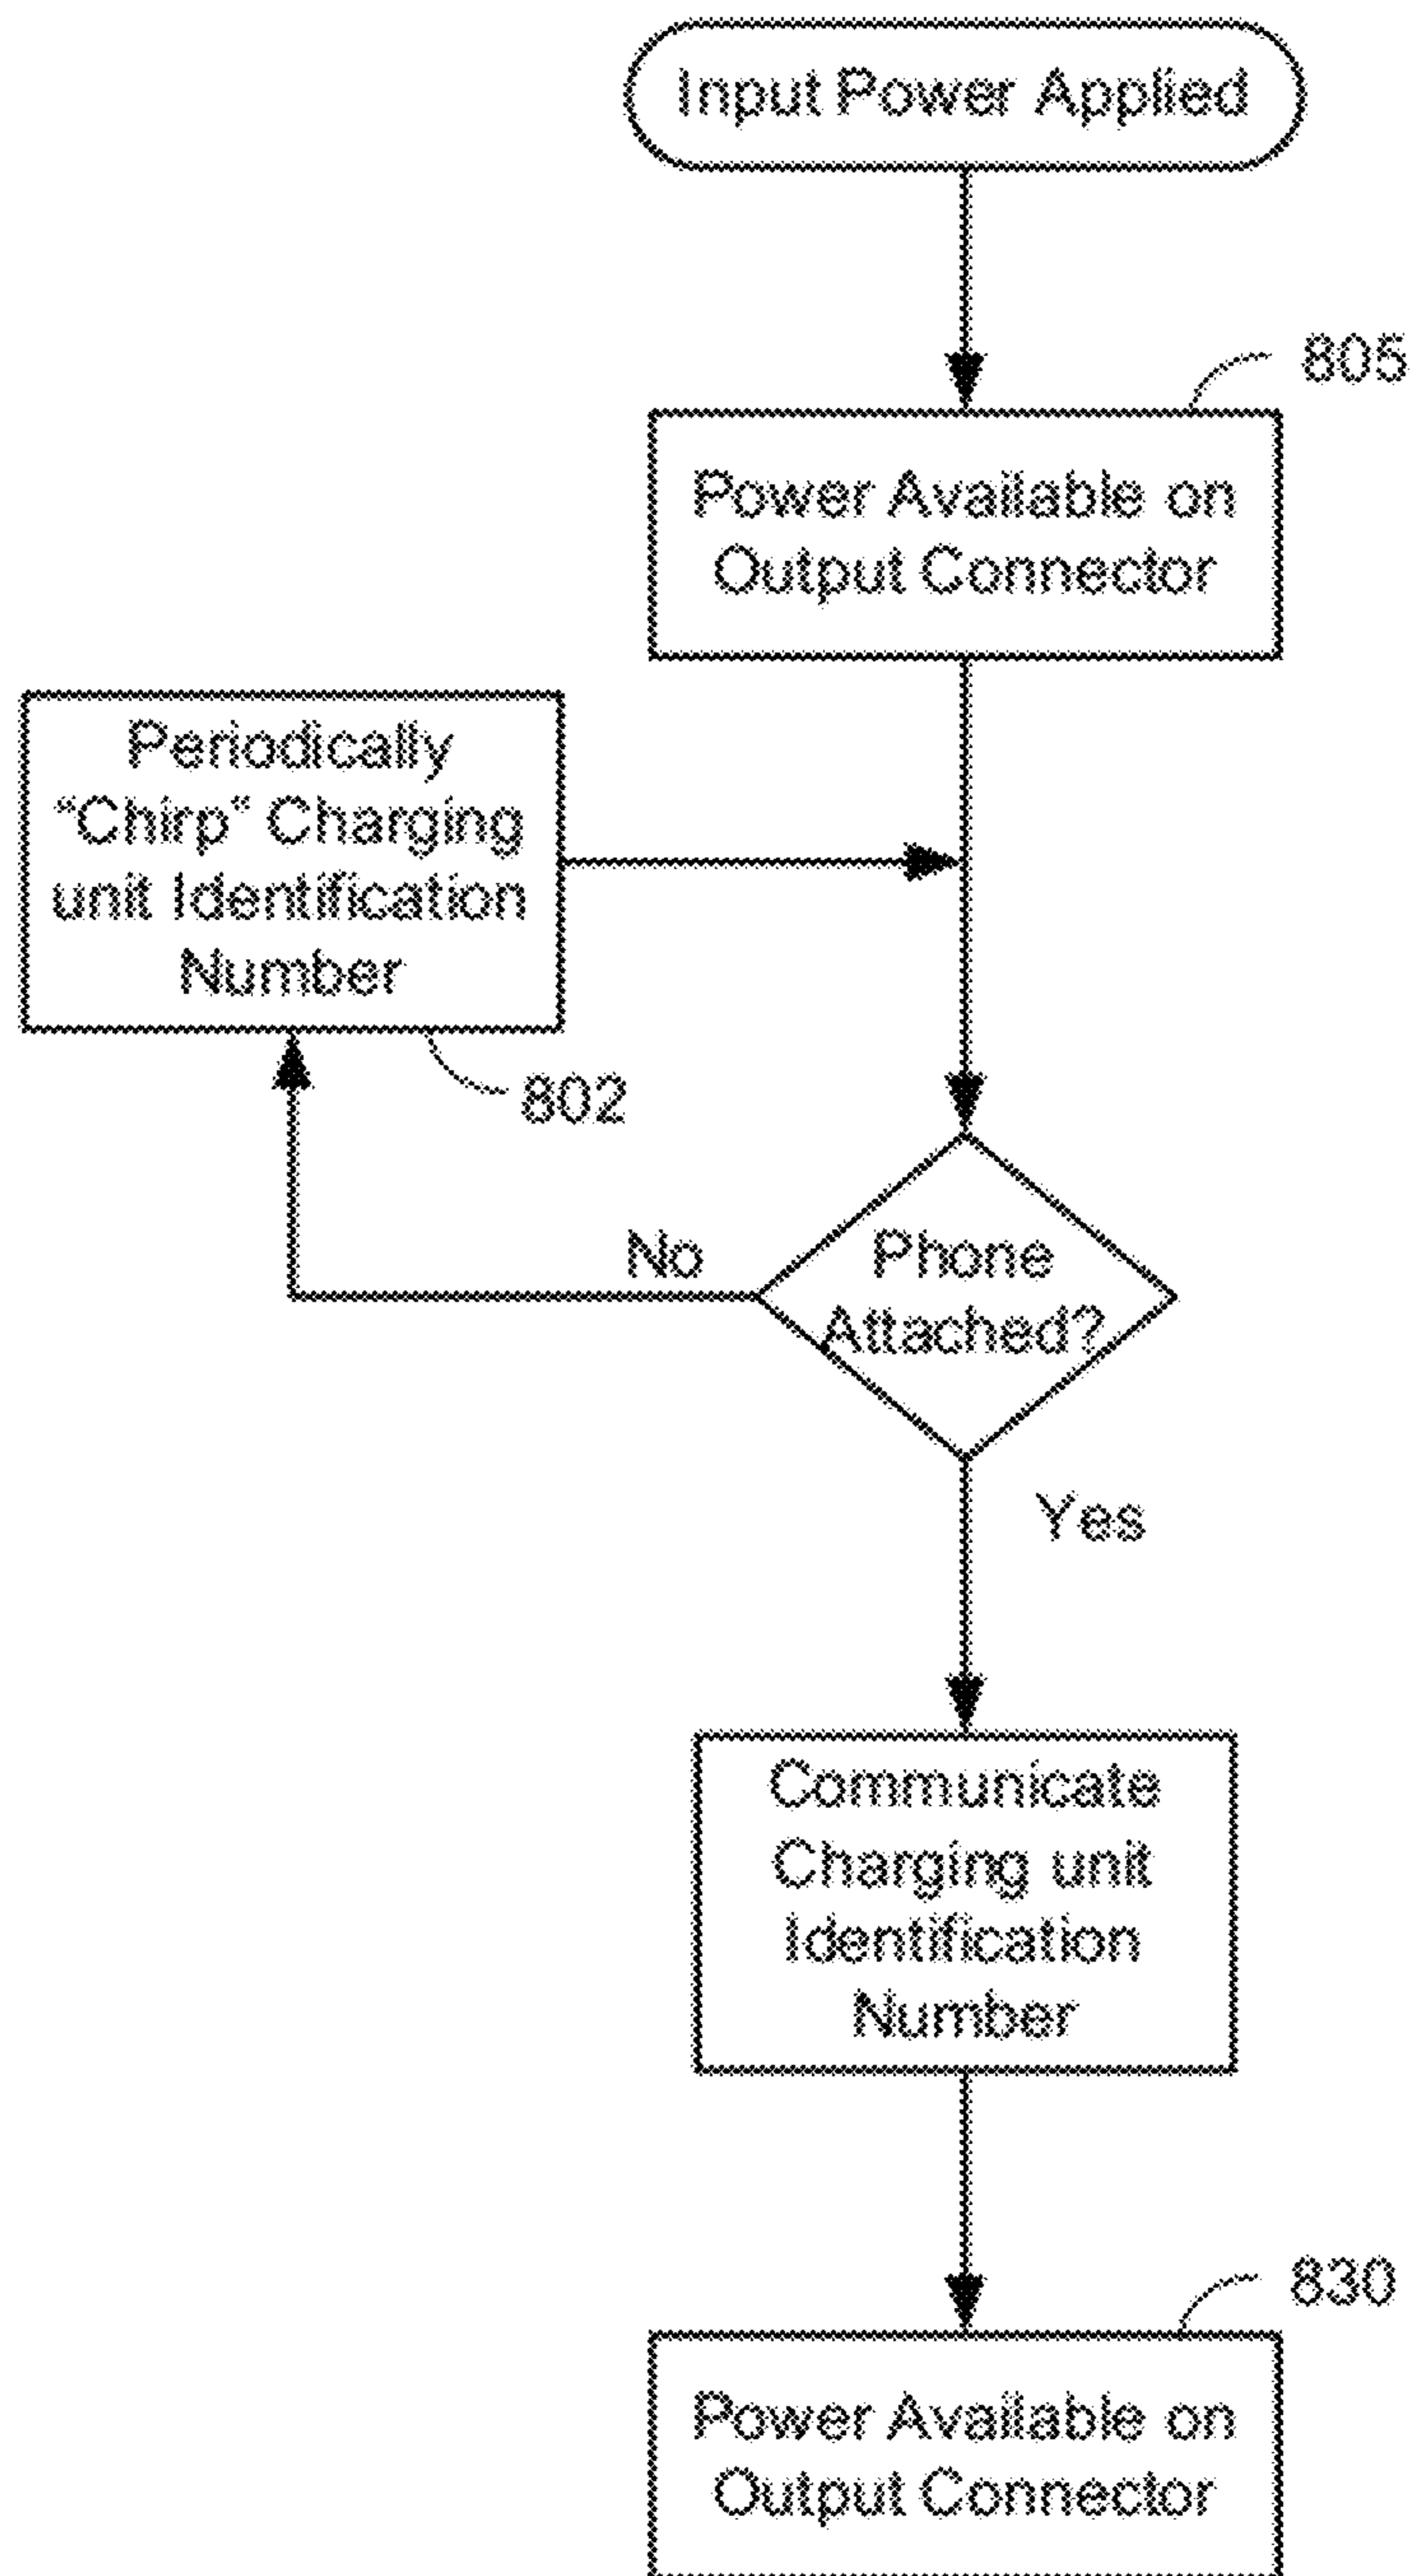 Input Power Applied
805
Power Available on
Output Connector
Periodically
“Chirp” Charging
unit Identification
Number
802
No
Phone
Attached?
Yes
Communicate
Charging unit
Identification
Number
830
Power Available on
Output Connector